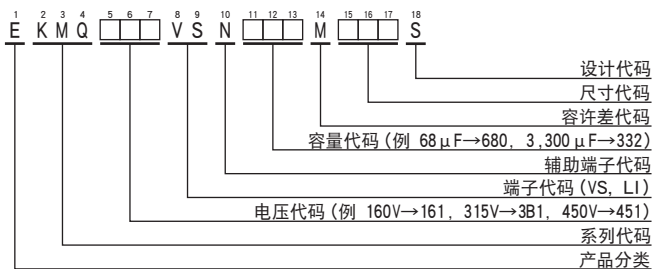 1 2 3 4 5 6 7 8 9 10 11 12 13 14 15 16 17 18
E K M Q V S N M S
设计代码
尺寸代码
容许差代码
容量代码（例 68μF→680, 3,300μF→332）
辅助端子代码
端子代码（VS, LI）
电压代码（例 160V→161, 315V→3B1, 450V→451）
系列代码
产品分类